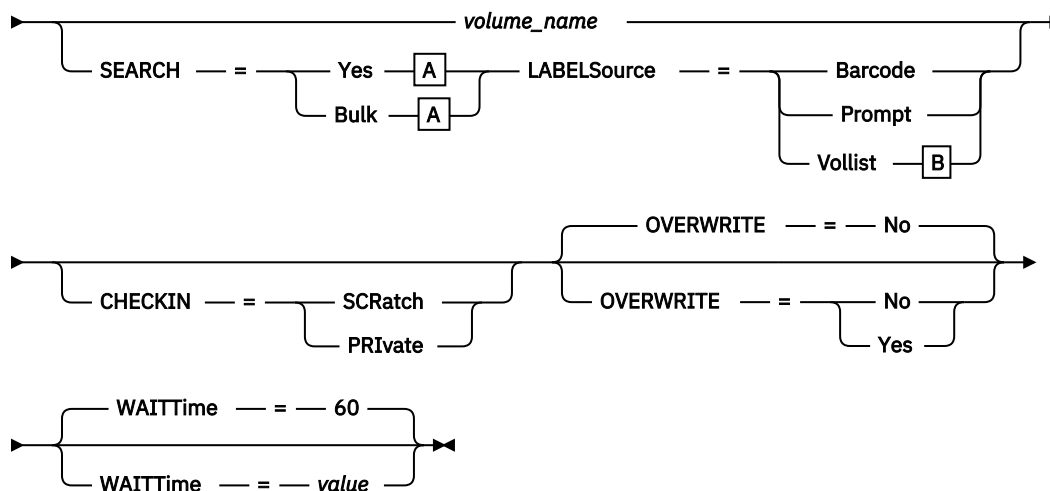 volume_name
SEARCH = Yes A LABELSource = Barcode
Bulk A Prompt
Vollist B
OVERWRITE = No
CHECKIN = SCRatch OVERWRITE = No
PRIvate Yes
WAITTime = 60
WAITTime = value